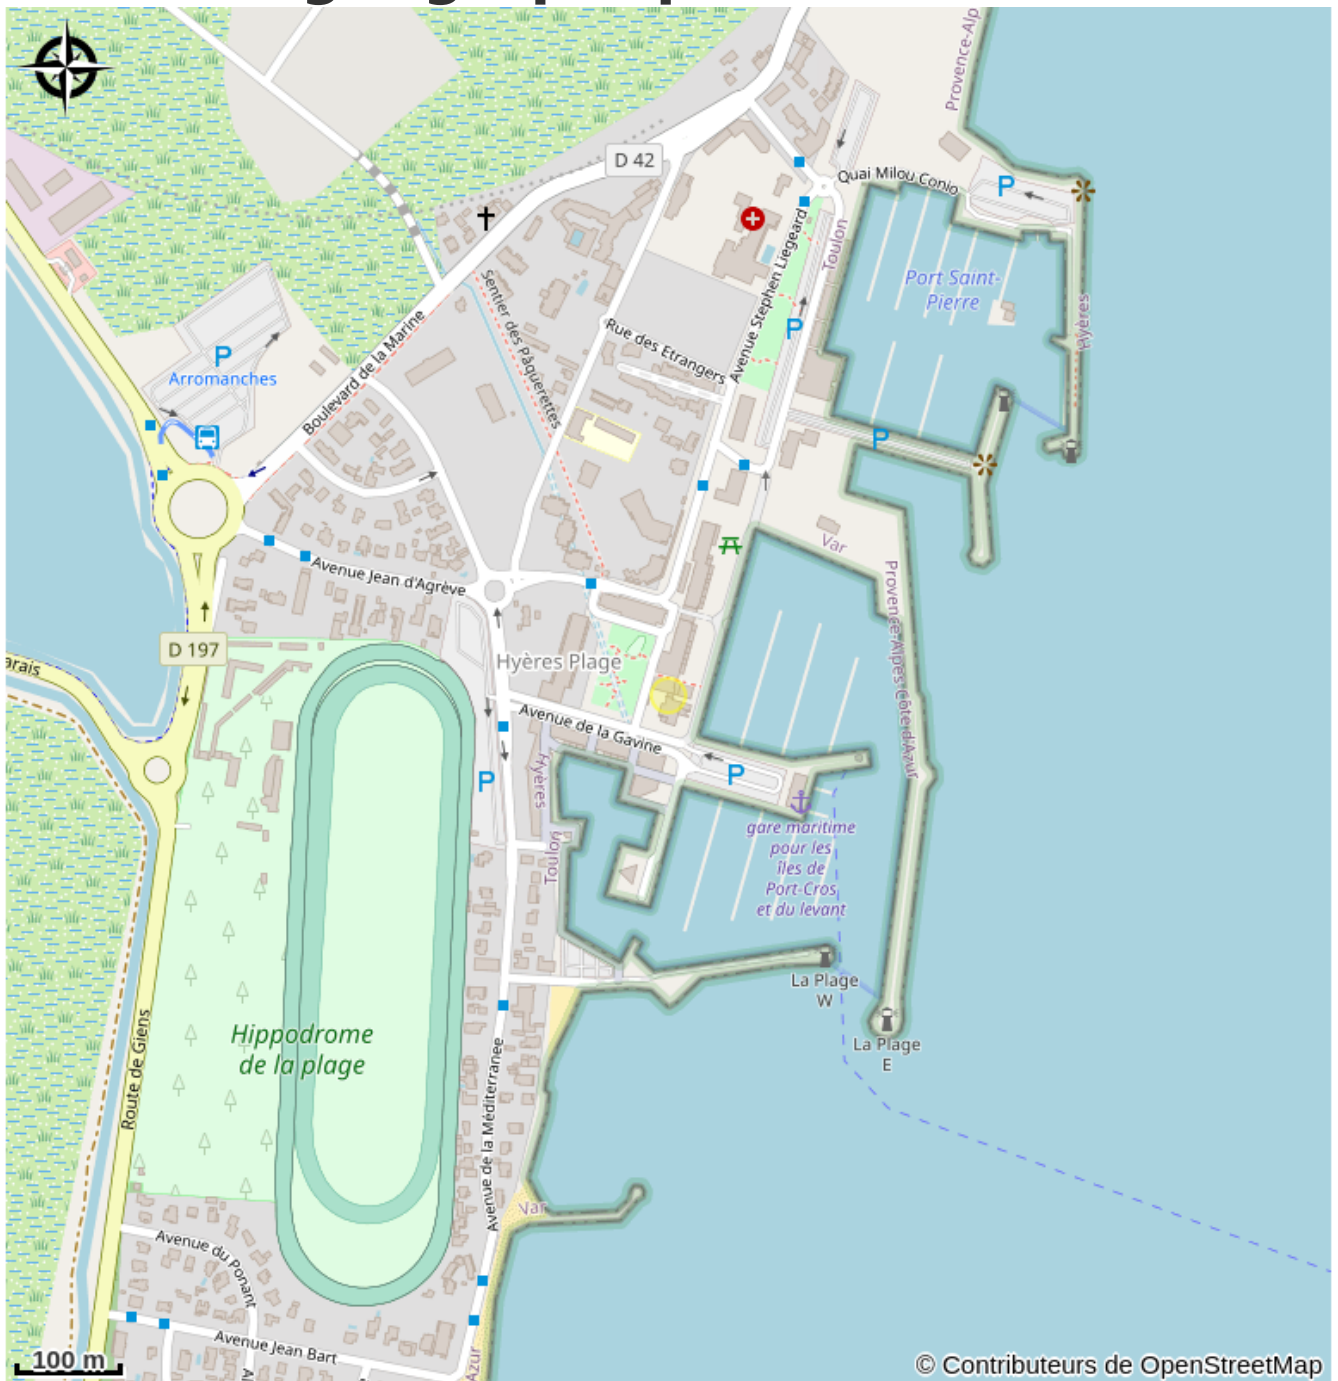 Provence-Alp
D 42
Quai Milou Conio
P
Avenue Stephen Liegeard
Toulon
Port Saint-
Pierre
Hyères
Sentier des Pâquerettes
P
Rue des Etrangers
P
Arromanches
Boulevard de la Marine
P
Var
Avenue Jean d'Agrève
Provence-Alpes-Côte d'Azur
D 197
Hyères Plage
arais
Avenue de la Gavine
P
P
Hyères
gare maritime
pour les
îles de
Port-Cros
et du levant
Toulon
La Plage
W
Hippodrome
de la plage
La Plage
E
Route de Giens
Avenue de la Méditerranee
Var
Avenue du Ponant
Avenue Jean Bart
Azur
100 m
© Contributeurs de OpenStreetMap